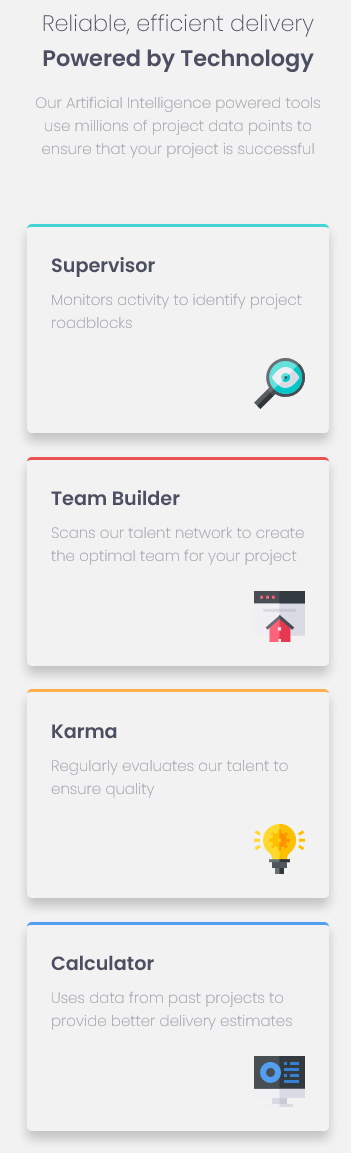 Reliable, efficient delivery
Powered by Technology
Our Artificial Intelligence powered tools
use millions of project data points to
ensure that your project is successful
Supervisor
Monitors activity to identify project
roadblocks
Team Builder
Scans our talent network to create
the optimal team for your project
Karma
Regularly evaluates our talent to
ensure quality
Calculator
Uses data from past projects to
provide better delivery estimates